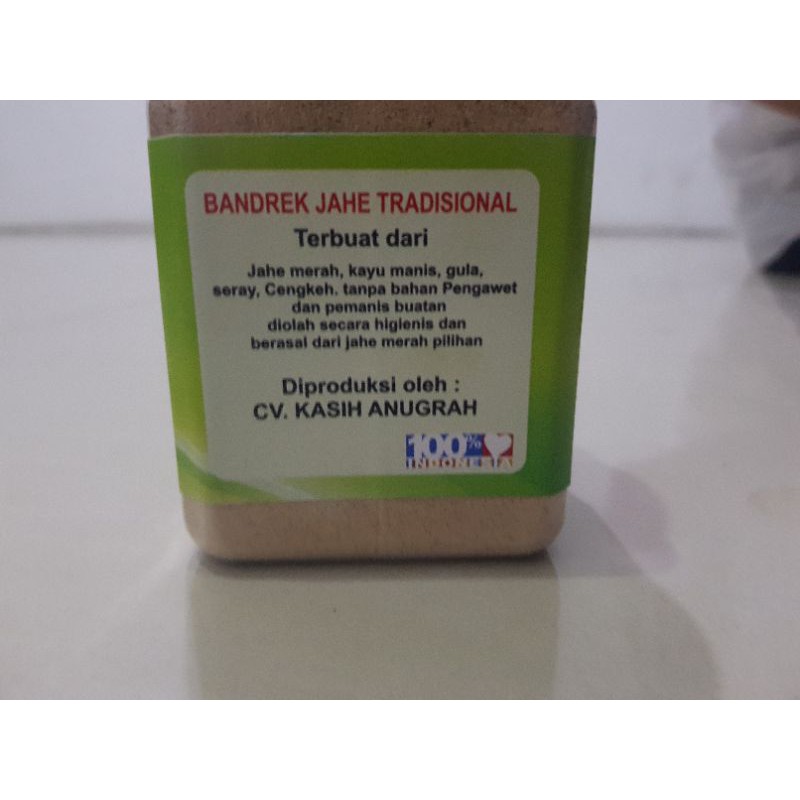 BANDREK JAHE TRADISIONAL
Terbuat dari
Jahe merah, kayu manis, gula,
seray, Cengkeh. tanpa bahan Pengawet
dan pemanis buatan
diolah secara higienis dan
berasal dari jahe merah pilihan
Diproduksi oleh :
CV. KASIH ANUGRAH
100%
INDONESIA